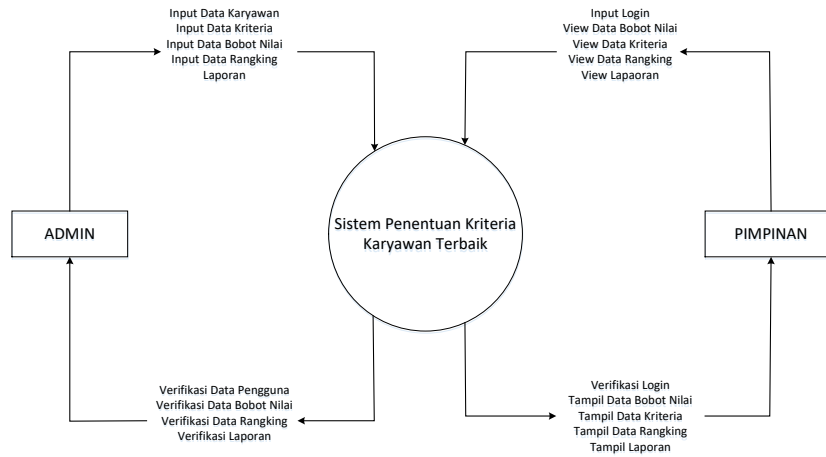 Input Data Karyawan
Input Data Kriteria
Input Data Bobot Nilai
Input Data Rangking
Laporan
Input Login
View Data Bobot Nilai
View Data Kriteria
View Data Rangking
View Lapaoran
ADMIN
Sistem Penentuan Kriteria
Karyawan Terbaik
PIMPINAN
Verifikasi Data Pengguna
Verifikasi Data Bobot Nilai
Verifikasi Data Rangking
Verifikasi Laporan
Verifikasi Login
Tampil Data Bobot Nilai
Tampil Data Kriteria
Tampil Data Rangking
Tampil Laporan